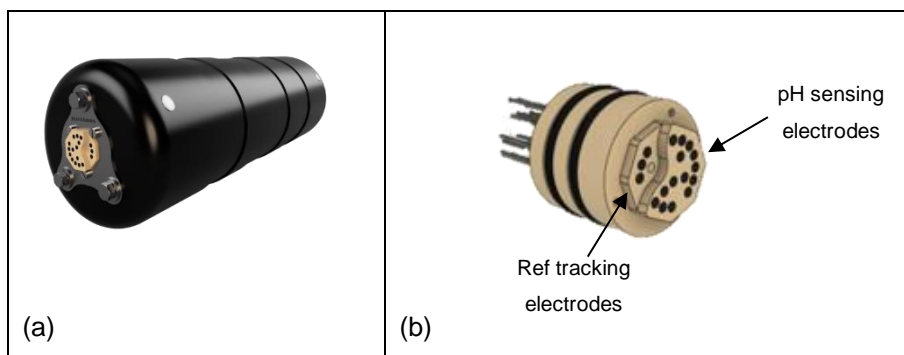 pH sensing
electrodes
Ref tracking
electrodes
(a)
(b)